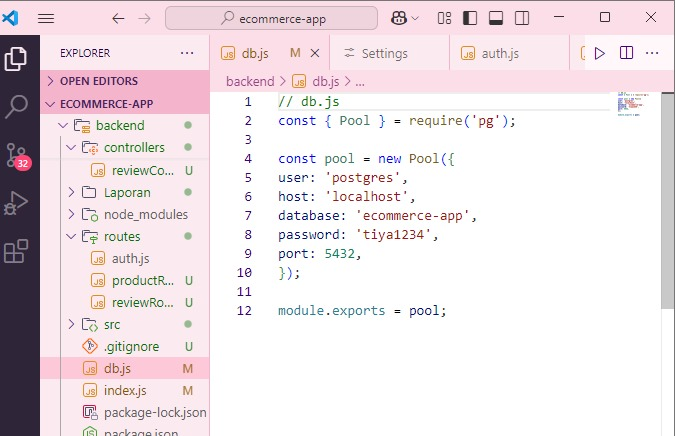 ecommerce-app
EXPLORER
db.js M
Settings
auth.js
OPEN EDITORS
ECOMMERCE-APP
backend > db.js > ...
backend
controllers
reviewCo... U
Laporan
node_modules
routes
auth.js
productR... U
reviewRo... U
src
.gitignore U
db.js M
index.js M
package-lock.json
package.json
32
1 // db.js
2 const { Pool } = require('pg');
3
4 const pool = new Pool({
5 user: 'postgres',
6 host: 'localhost',
7 database: 'ecommerce-app',
8 password: 'tiya1234',
9 port: 5432,
10 });
11
12 module.exports = pool;